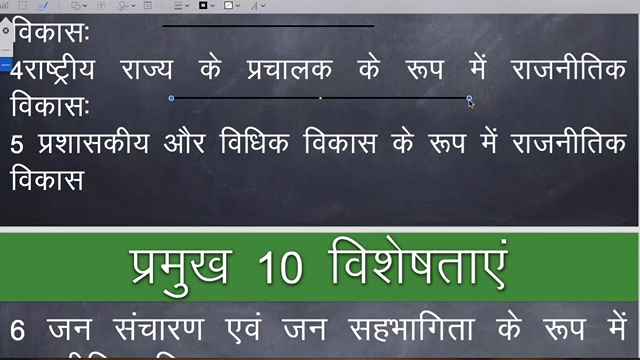 विकासः
4राष्ट्रीय राज्य के प्रचालक के रूप में राजनीतिक
विकासः
5 प्रशासकीय और विधिक विकास के रूप में राजनीतिक
विकास
प्रमुख 10 विशेषताएं
6 जन संचारण एवं जन सहभागिता के रूप में